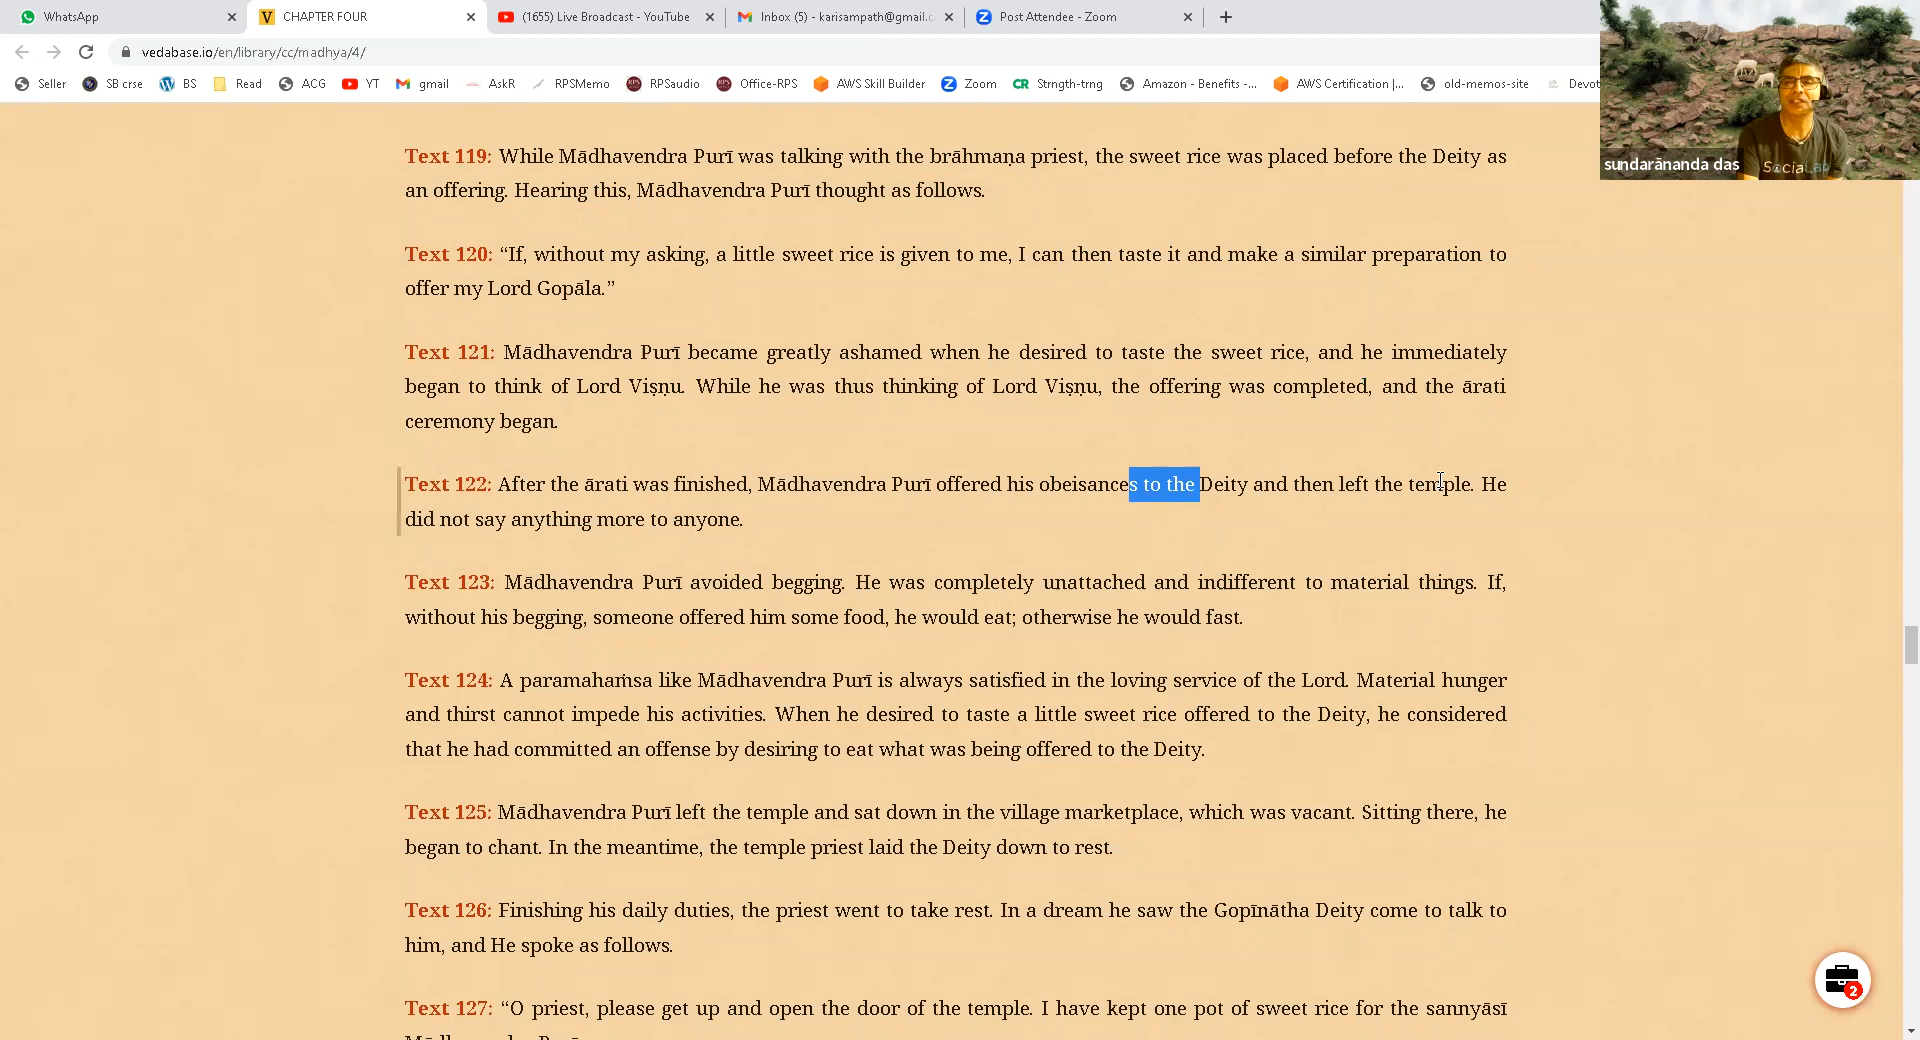 WhatsApp
CHAPTER FOUR
(1655) Live Broadcast - YouTube
Inbox (5) - karisampath@gmail.c
Post Attendee - Zoom
vedabase.io/en/library/cc/madhya/4/
Seller SB crse BS Read ACG YT gmail AskR RPSMemo RPSaudio Office-RPS AWS Skill Builder Zoom Strngth-trng Amazon - Benefits -... AWS Certification |... old-memos-site Devot
sundarānanda das
Text 119: While Mādhavendra Purī was talking with the brāhmaṇa priest, the sweet rice was placed before the Deity as
an offering. Hearing this, Mādhavendra Purī thought as follows.
Text 120: “If, without my asking, a little sweet rice is given to me, I can then taste it and make a similar preparation to
offer my Lord Gopāla.”
Text 121: Mādhavendra Purī became greatly ashamed when he desired to taste the sweet rice, and he immediately
began to think of Lord Viṣṇu. While he was thus thinking of Lord Viṣṇu, the offering was completed, and the ārati
ceremony began.
Text 122: After the ārati was finished, Mādhavendra Purī offered his obeisances to the Deity and then left the temple. He
did not say anything more to anyone.
Text 123: Mādhavendra Purī avoided begging. He was completely unattached and indifferent to material things. If,
without his begging, someone offered him some food, he would eat; otherwise he would fast.
Text 124: A paramahaṁsa like Mādhavendra Purī is always satisfied in the loving service of the Lord. Material hunger
and thirst cannot impede his activities. When he desired to taste a little sweet rice offered to the Deity, he considered
that he had committed an offense by desiring to eat what was being offered to the Deity.
Text 125: Mādhavendra Purī left the temple and sat down in the village marketplace, which was vacant. Sitting there, he
began to chant. In the meantime, the temple priest laid the Deity down to rest.
Text 126: Finishing his daily duties, the priest went to take rest. In a dream he saw the Gopīnātha Deity come to talk to
him, and He spoke as follows.
Text 127: “O priest, please get up and open the door of the temple. I have kept one pot of sweet rice for the sannyāsī
2